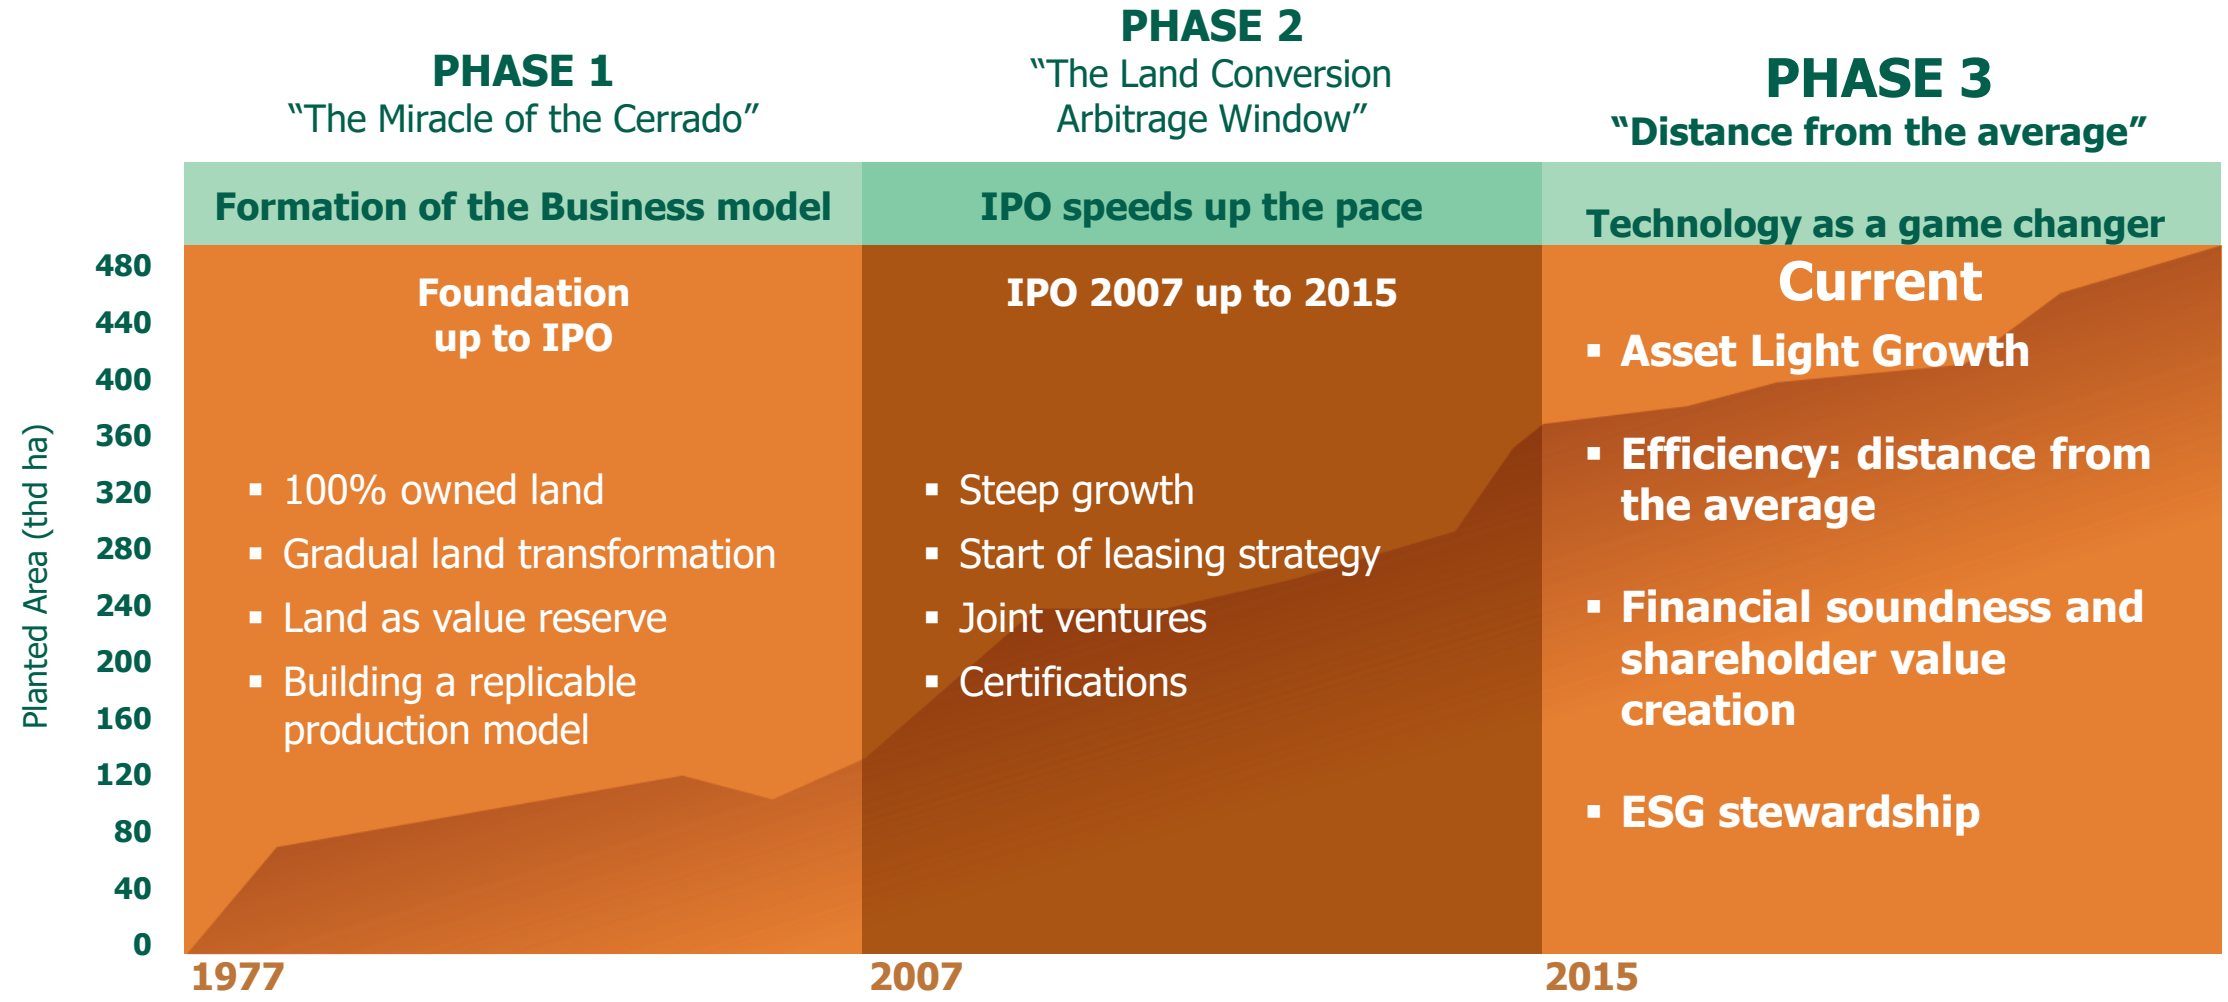 PHASE 1
“The Miracle of the Cerrado”
PHASE 2
“The Land Conversion
Arbitrage Window”
PHASE 3
“Distance from the average”
Formation of the Business model
IPO speeds up the pace
Technology as a game changer
Planted Area (thd ha)
480
440
400
360
320
280
240
200
160
120
80
40
0
Foundation
up to IPO
▪ 100% owned land
▪ Gradual land transformation
▪ Land as value reserve
▪ Building a replicable
production model
IPO 2007 up to 2015
▪ Steep growth
▪ Start of leasing strategy
▪ Joint ventures
▪ Certifications
Current
▪ Asset Light Growth
▪ Efficiency: distance from
the average
▪ Financial soundness and
shareholder value
creation
▪ ESG stewardship
1977
2007
2015